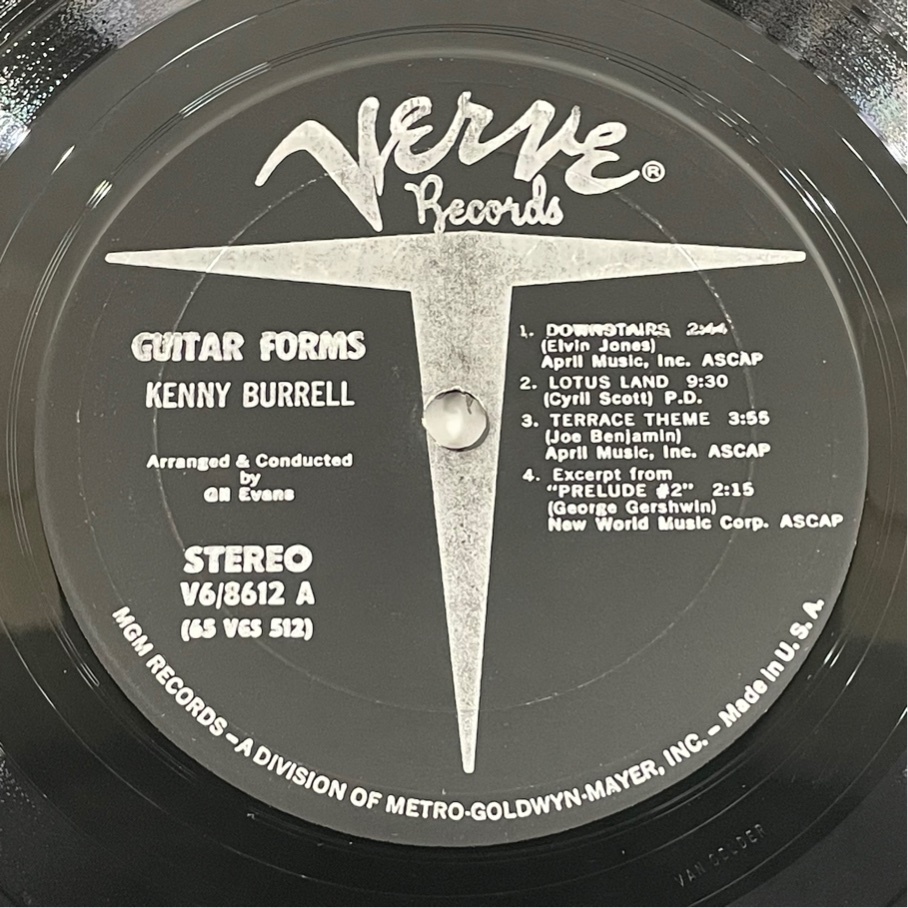 Verve®
Records
GUITAR FORMS
KENNY BURRELL
Arranged & Conducted
by
Gil Evans
STEREO
V6/8612 A
(65 VGS 512)
1. DOWNSTAIRS 2:44
(Elvin Jones)
April Music, Inc. ASCAP
2. LOTUS LAND 9:30
(Cyril Scott) P.D.
3. TERRACE THEME 3:55
(Joe Benjamin)
April Music, Inc. ASCAP
4. Excerpt from
"PRELUDE #2" 2:15
(George Gershwin)
New World Music Corp. ASCAP
MGM RECORDS – A DIVISION OF METRO-GOLDWYN-MAYER, INC. – Made in U. S. A.
VAN GELDER